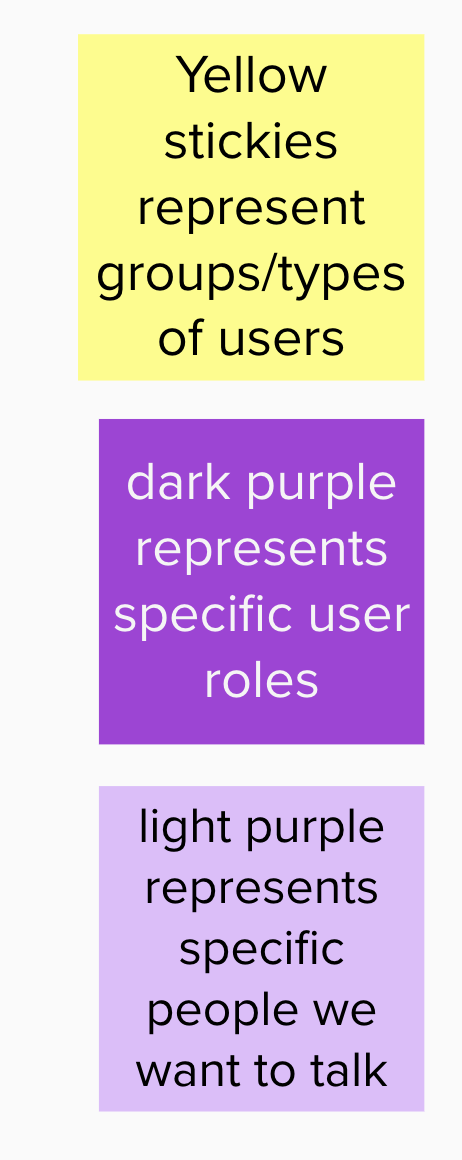 Yellow
stickies
represent
groups/types
of users
dark purple
represents
specific user
roles
light purple
represents
specific
people we
want to talk